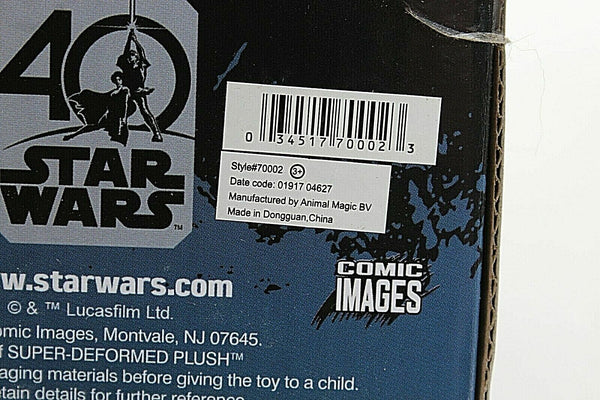 40
STAR
WARS™
0 34517 70002 3
Style#70002 3+
Date code: 01917 04627
Manufactured by Animal Magic BV
Made in Dongguan,China
w.starwars.com
© & ™ Lucasfilm Ltd.
COMIC
IMAGES
omic Images, Montvale, NJ 07645.
f SUPER-DEFORMED PLUSH™
aging materials before giving the toy to a child.
etain details for further reference.